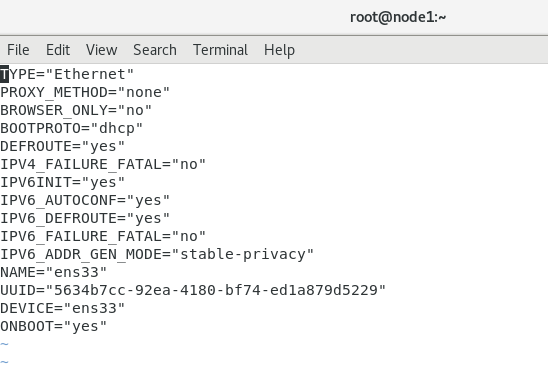 root@node1:~
File Edit View Search Terminal Help
TYPE="Ethernet"
PROXY_METHOD="none"
BROWSER_ONLY="no"
BOOTPROTO="dhcp"
DEFROUTE="yes"
IPV4_FAILURE_FATAL="no"
IPV6INIT="yes"
IPV6_AUTOCONF="yes"
IPV6_DEFROUTE="yes"
IPV6_FAILURE_FATAL="no"
IPV6_ADDR_GEN_MODE="stable-privacy"
NAME="ens33"
UUID="5634b7cc-92ea-4180-bf74-ed1a879d5229"
DEVICE="ens33"
ONBOOT="yes"
~
~